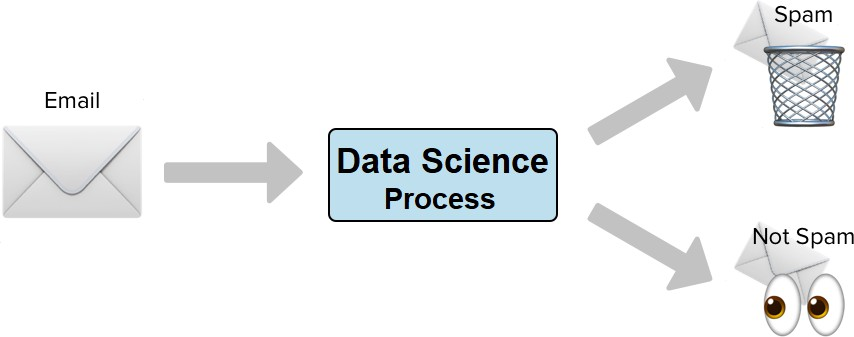 Spam
Email
Data Science
Process
Not Spam